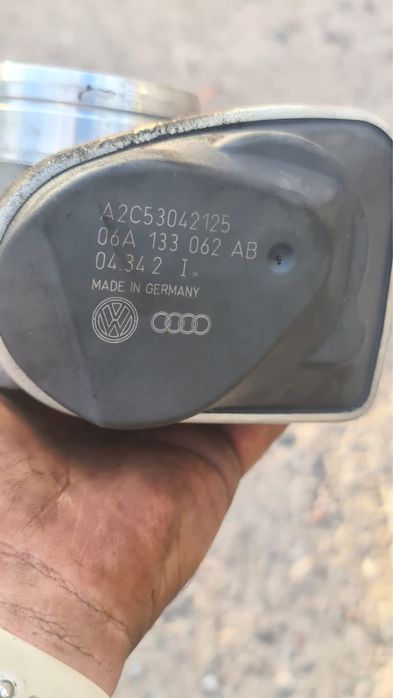 A2C53042125
06A 133 062 AB
04.34.2 I
MADE IN GERMANY